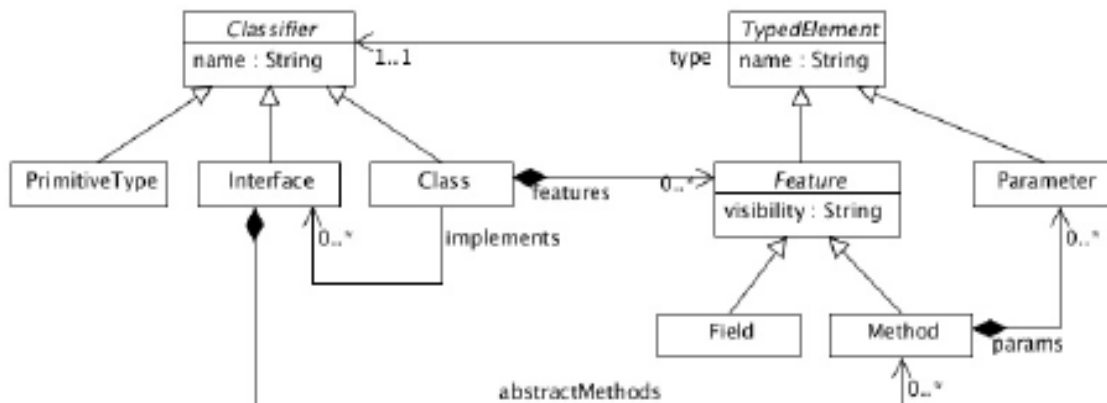 Classifier
name : String
TypedElement
name : String
1..1
type
PrimitiveType
Interface
Class
features
0..*
Feature
visibility : String
Parameter
0..*
implements
0..*
Field
Method
params
abstractMethods
0..*